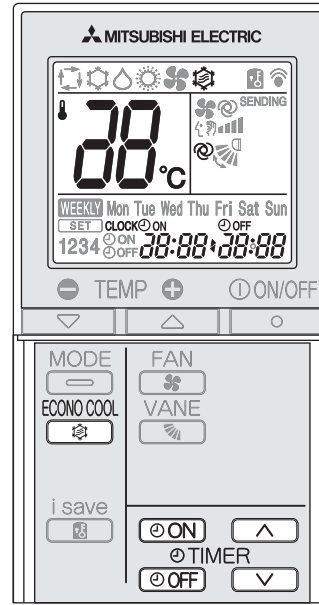 MITSUBISHI ELECTRIC
SENDING
88 °C
WEEKLY Mon Tue Wed Thu Fri Sat Sun
SET CLOCK ON OFF
1234 ON OFF 88:88 88:88
TEMP ON/OFF
MODE FAN
ECONO COOL VANE
i save
ON
TIMER
OFF